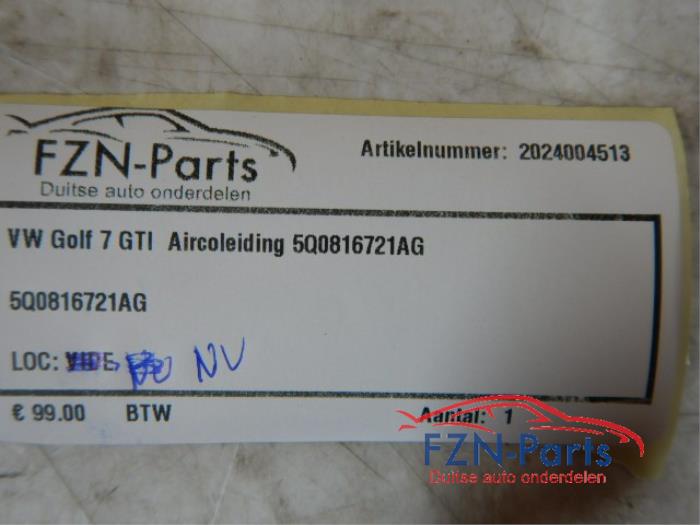 FZN-Parts
Duitse auto onderdelen
Artikelnummer: 2024004513
VW Golf 7 GTI Aircoleiding 5Q0816721AG
5Q0816721AG
LOC: NV
€ 99.00 BTW Aantal: 1
FZN-Parts
Duitse auto onderdelen